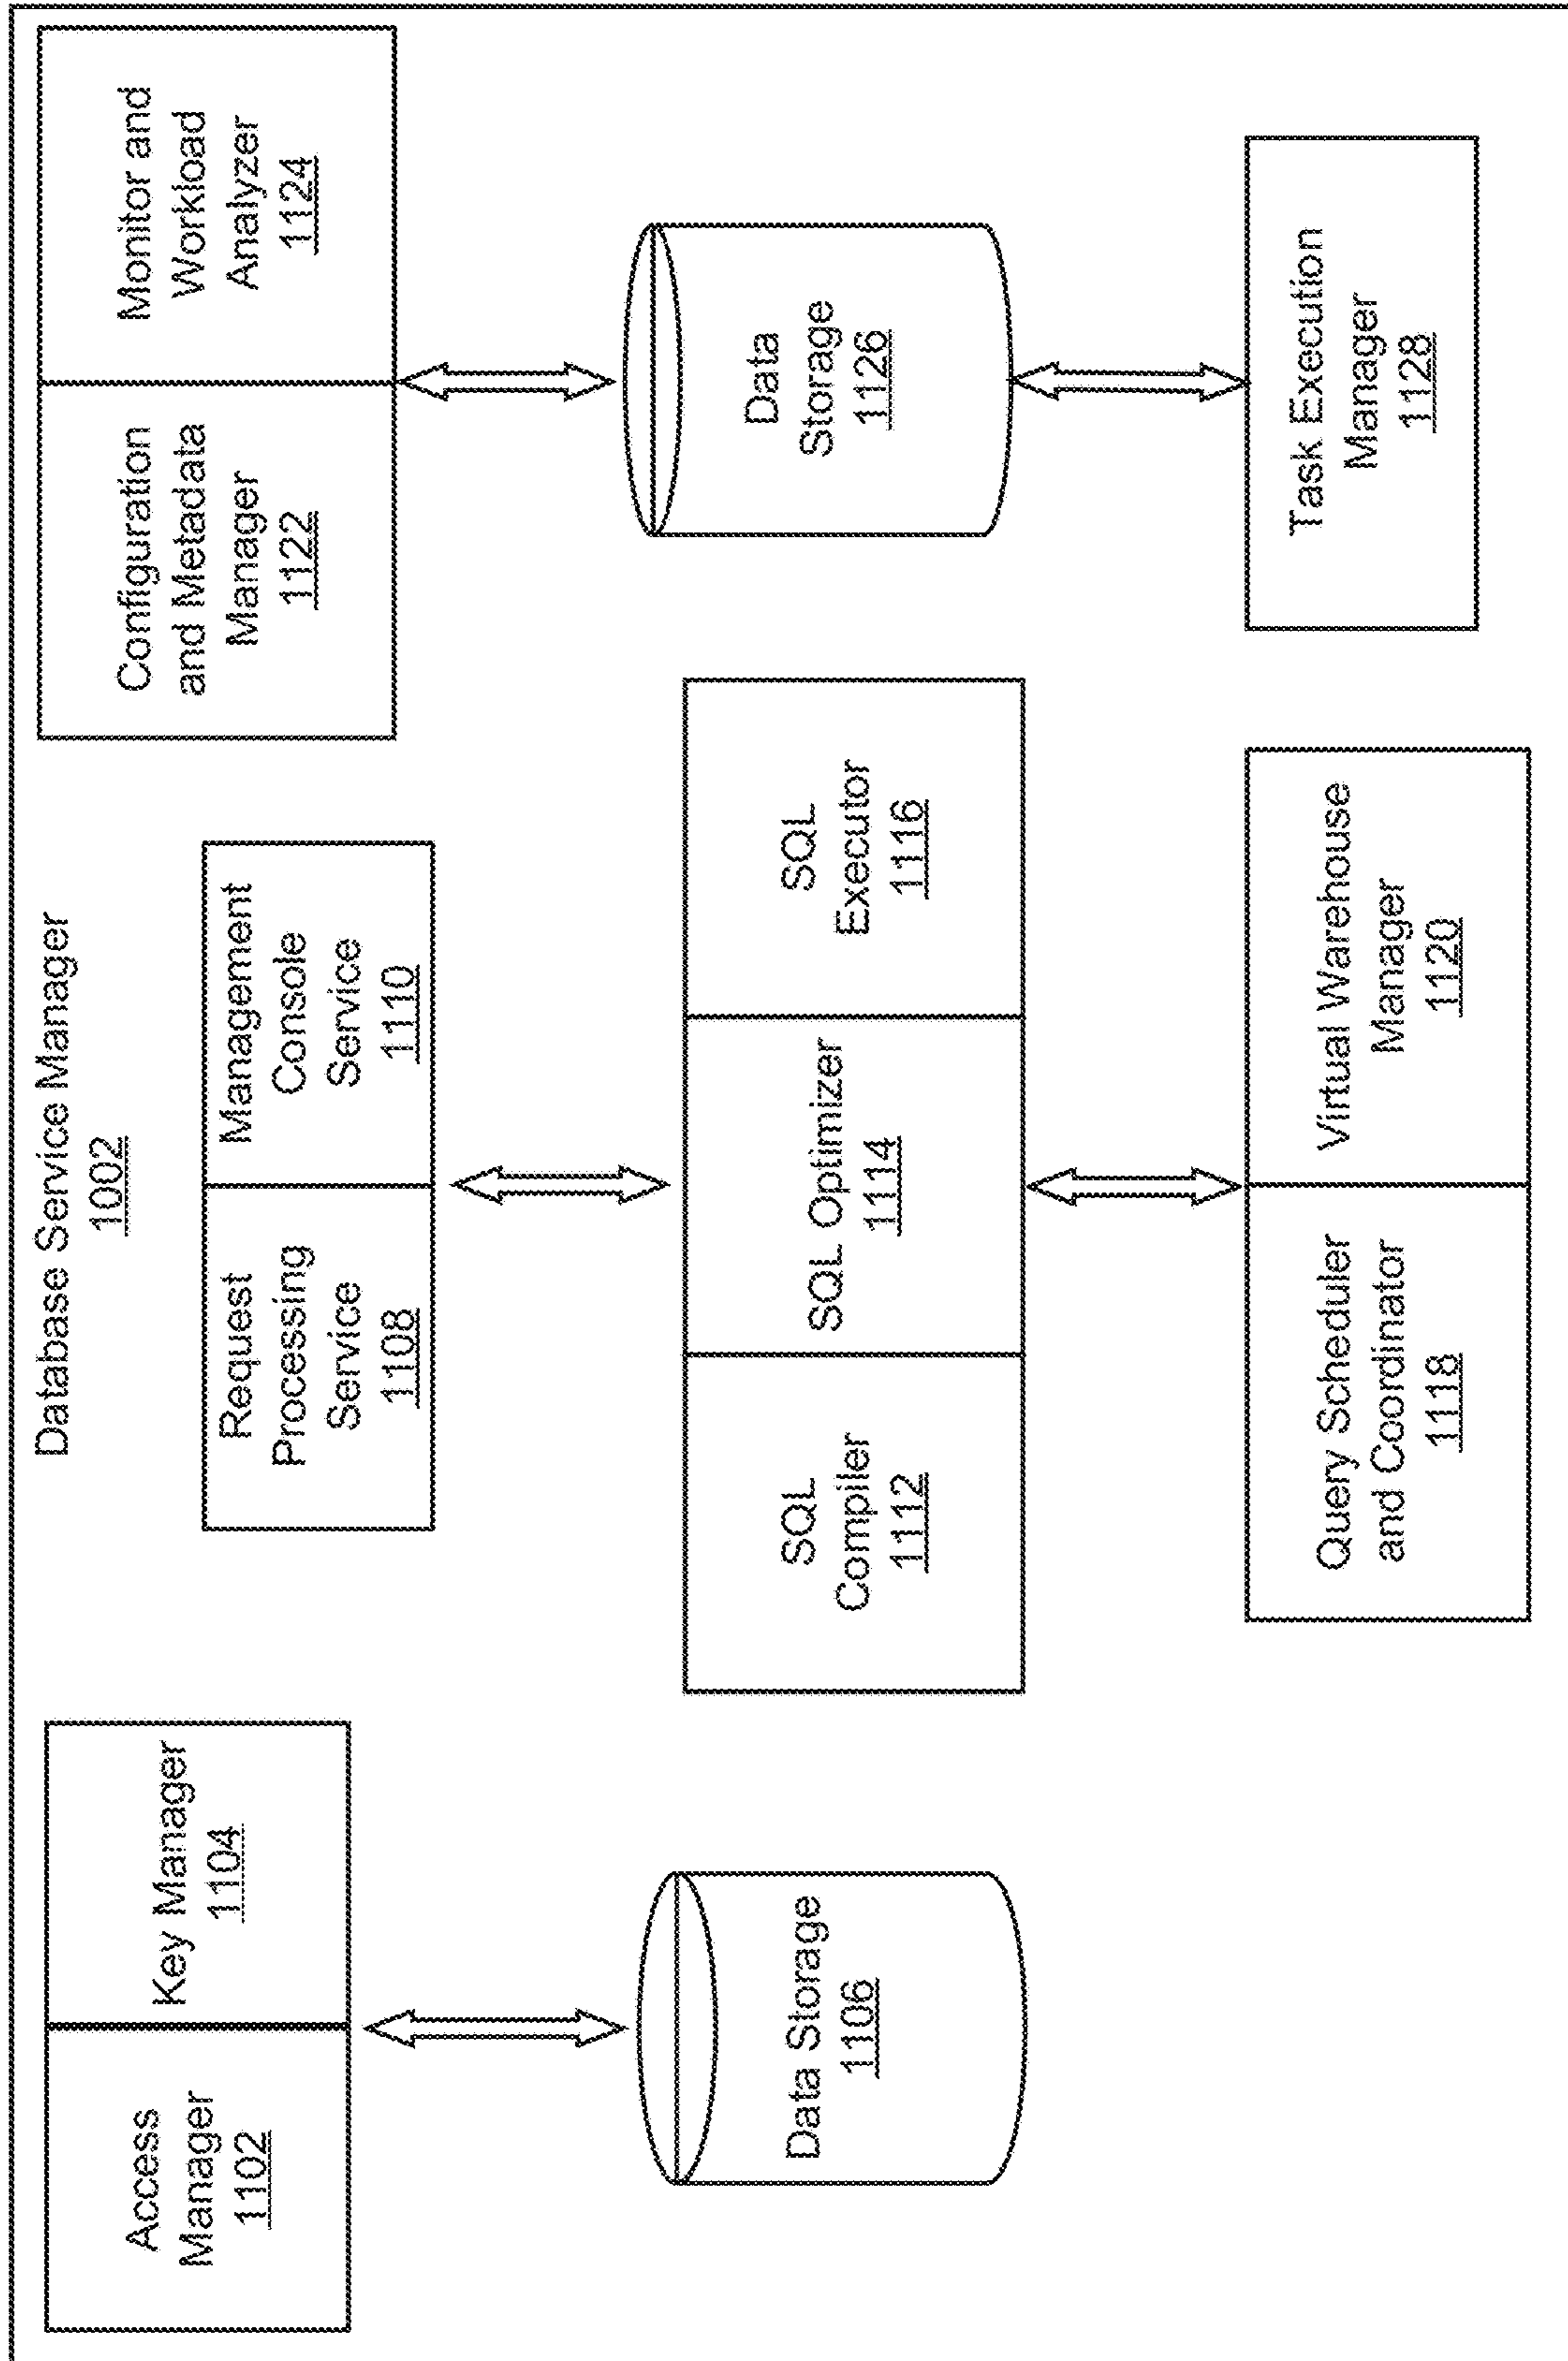 Database Service Manager
1002
Access
Manager
1102
Key Manager
1104
Data Storage
1106
Request
Processing
Service
1108
Management
Console
Service
1110
SQL
Compiler
1112
SQL Optimizer
1114
SQL
Executor
1116
Query Scheduler
and Coordinator
1118
Virtual Warehouse
Manager
1120
Configuration
and Metadata
Manager
1122
Monitor and
Workload
Analyzer
1124
Data
Storage
1126
Task Execution
Manager
1128